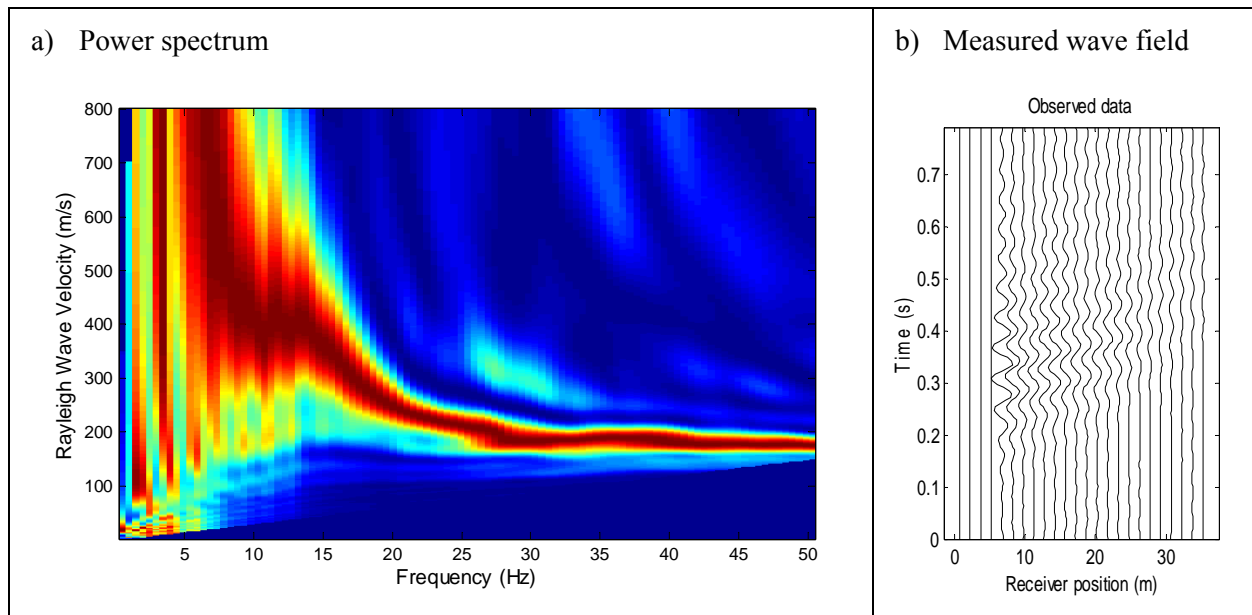 a) Power spectrum
800
700
600
500
400
300
200
100
Rayleigh Wave Velocity (m/s)
5 10 15 20 25 30 35 40 45 50
Frequency (Hz)
b) Measured wave field
Observed data
0.7
0.6
0.5
0.4
0.3
0.2
0.1
0
Time (s)
0 10 20 30
Receiver position (m)